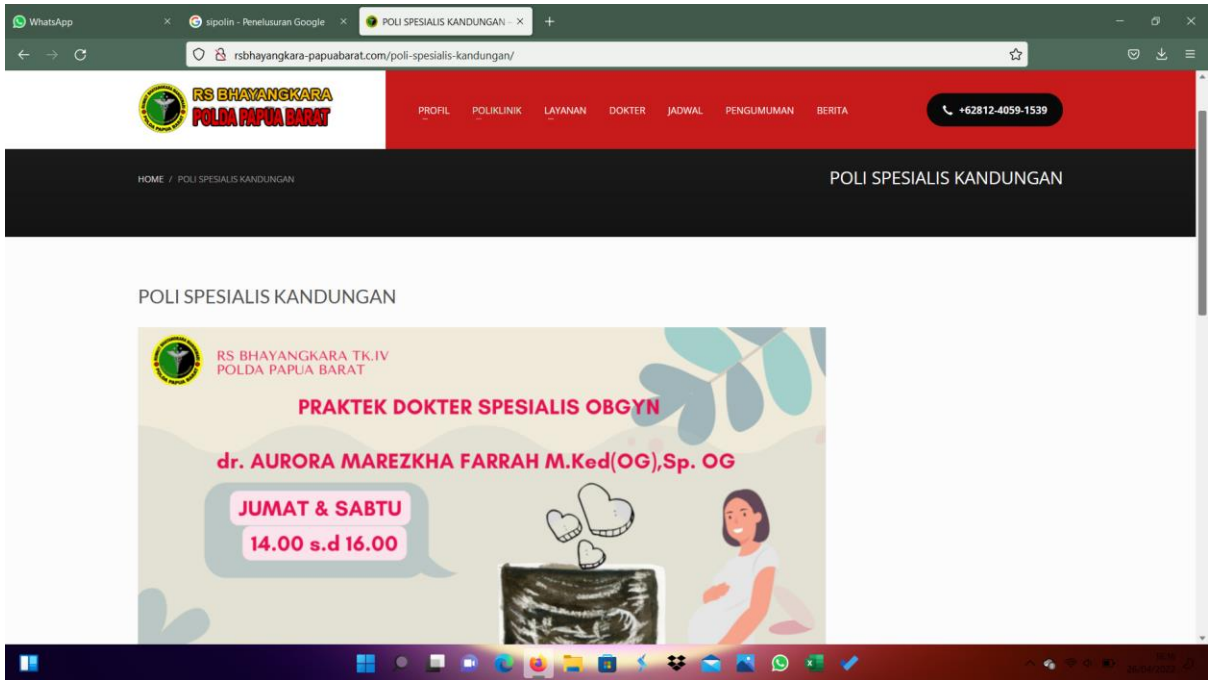 WhatsApp
sipolin - Penelusuran Google
POLI SPESIALIS KANDUNGAN -
rsbhayangkara-papuabarat.com/poli-spesialis-kandungan/
RS BHAYANGKARA
POLDA PAPUA BARAT
PROFIL POLIKLINIK LAYANAN DOKTER JADWAL PENGUMUMAN BERITA
+62812-4059-1539
HOME / POLI SPESIALIS KANDUNGAN
POLI SPESIALIS KANDUNGAN
POLI SPESIALIS KANDUNGAN
RS BHAYANGKARA TK.IV
POLDA PAPUA BARAT
PRAKTEK DOKTER SPESIALIS OBGYN
dr. AURORA MAREZKHA FARRAH M.Ked(OG),Sp. OG
JUMAT & SABTU
14.00 s.d 16.00